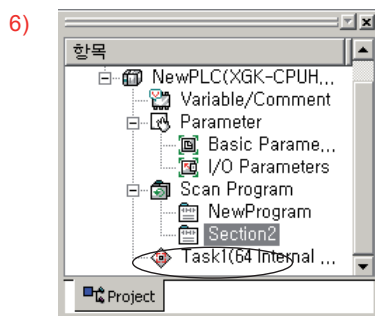 6)
항목
NewPLC(XGK-CPUH...
Variable/Comment
Parameter
Basic Parame...
I/O Parameters
Scan Program
NewProgram
Section2
Task1(64 Internal ...
Project